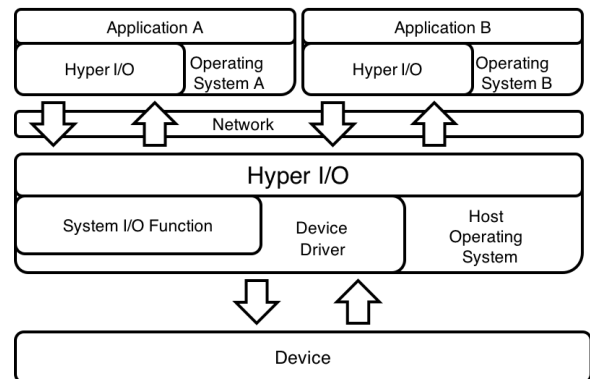 Application A
Application B
Hyper I/O
Operating
System A
Hyper I/O
Operating
System B
Network
Hyper I/O
System I/O Function
Device
Driver
Host
Operating
System
Device